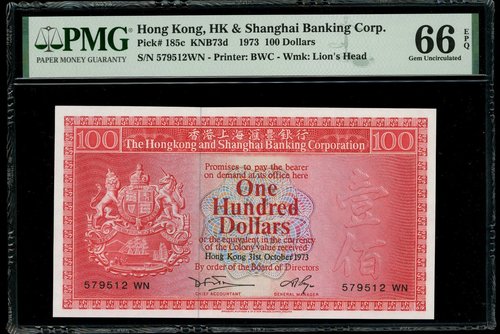 PMG
PAPER MONEY GUARANTY
Hong Kong, HK & Shanghai Banking Corp.
Pick# 185c KNB73d 1973 100 Dollars
S/N 579512WN - Printer: BWC - Wmk: Lion's Head
66 EPQ
Gem Uncirculated
100
香港上海滙豐銀行
100
The Hongkong and Shanghai Banking Corporation
Promises to pay the bearer
on demand at its office here
One
Hundred
Dollars
or the equivalent in the currency
of the Colony value received
Hong Kong 31st October 1973
By order of the Board of Directors
壹
佰
579512 WN
CHIEF ACCOUNTANT
GENERAL MANAGER
579512 WN